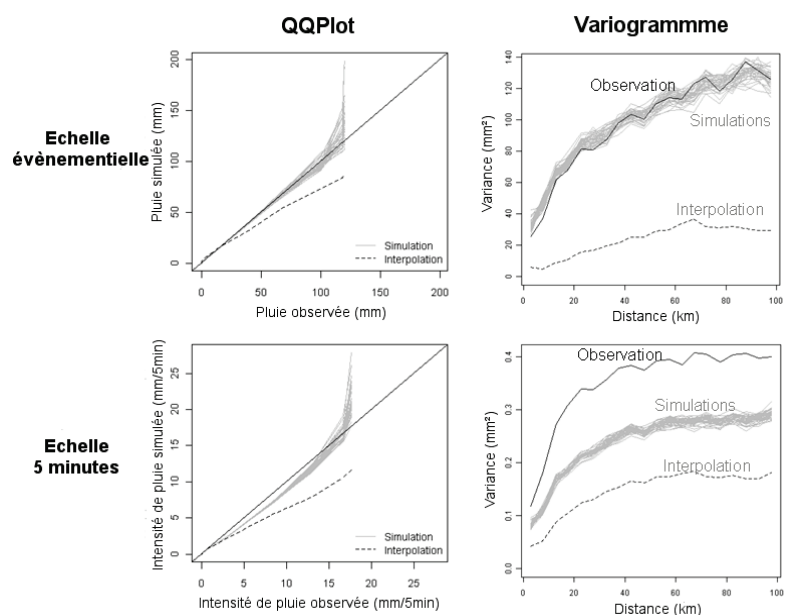 QQPlot
Variogrammme
Echelle
évènementielle
Pluie simulée (mm)
200
150
100
50
0
Simulation
Interpolation
0
50
100
150
200
Pluie observée (mm)
Variance (mm²)
140
120
100
80
60
40
20
0
Observation
Simulations
Interpolation
0
20
40
60
80
100
Distance (km)
Echelle
5 minutes
Intensité de pluie simulée (mm/5min)
25
20
15
10
5
0
Simulation
Interpolation
0
5
10
15
20
25
Intensité de pluie observée (mm/5min)
Variance (mm²)
0.4
0.3
0.2
0.1
0.0
Observation
Simulations
Interpolation
0
20
40
60
80
100
Distance (km)